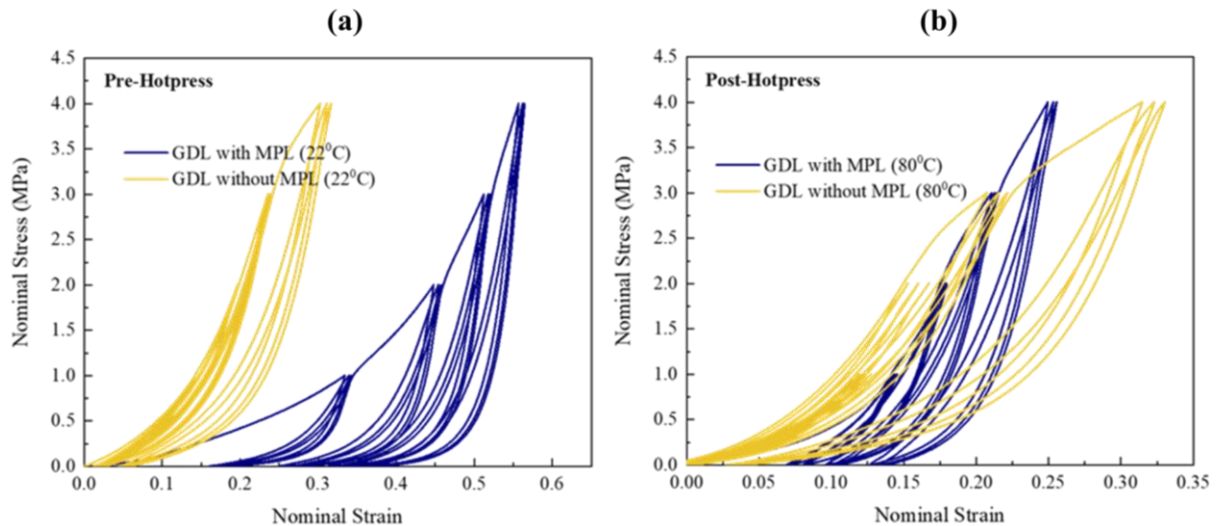 (a)
Pre-Hotpress
GDL with MPL (22⁰C)
GDL without MPL (22⁰C)
Nominal Stress (MPa)
4.5
4.0
3.5
3.0
2.5
2.0
1.5
1.0
0.5
0.0
0.0 0.1 0.2 0.3 0.4 0.5 0.6
Nominal Strain
(b)
Post-Hotpress
GDL with MPL (80⁰C)
GDL without MPL (80⁰C)
Nominal Stress (MPa)
4.5
4.0
3.5
3.0
2.5
2.0
1.5
1.0
0.5
0.0
0.00 0.05 0.10 0.15 0.20 0.25 0.30 0.35
Nominal Strain